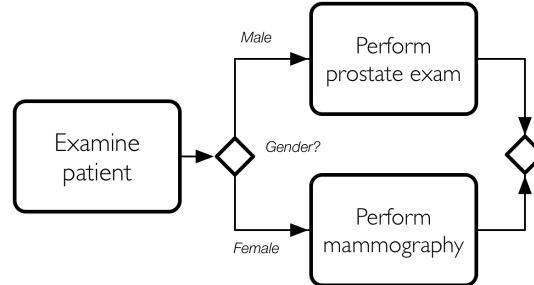 Male
Perform
prostate exam
Examine
patient
Gender?
Female
Perform
mammography